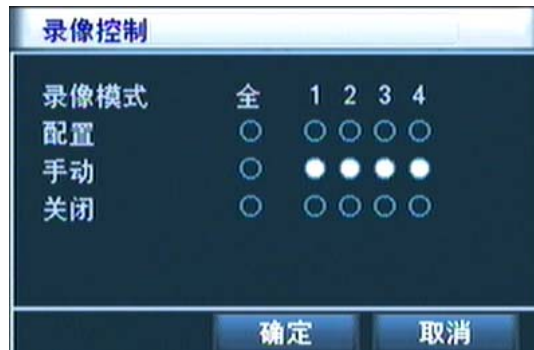 录像控制
录像模式 全 1 2 3 4
配置
手动
关闭
确定 取消